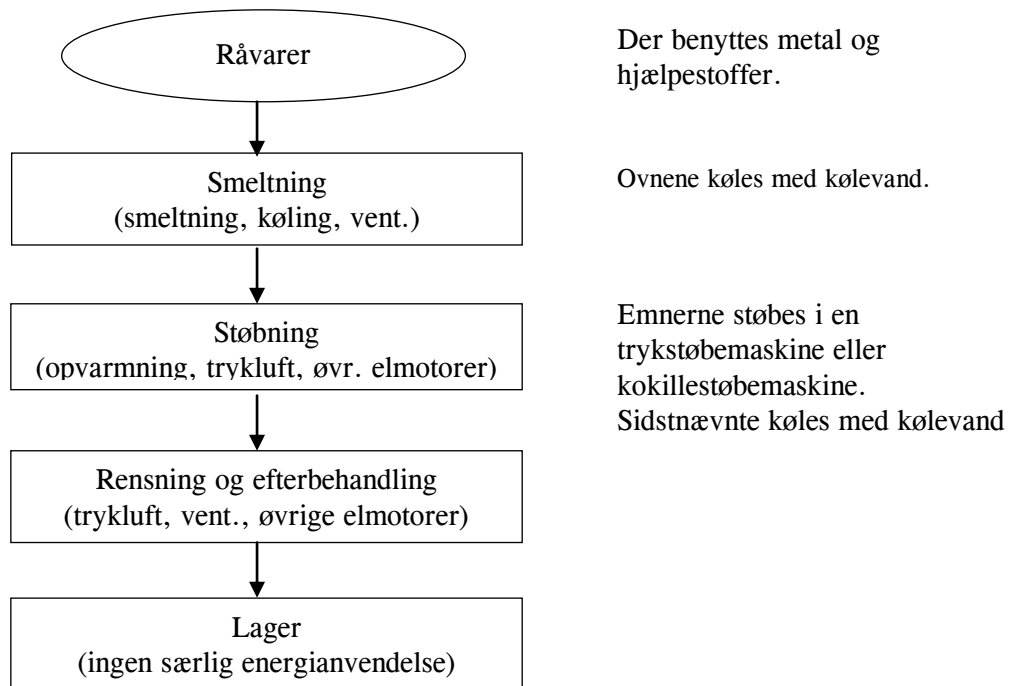 Råvarer
Der benyttes metal og
hjælpestoffer.
Smeltning
(smeltning, køling, vent.)
Ovnene køles med kølevand.
Støbning
(opvarmning, trykluft, øvr. elmotorer)
Emnerne støbes i en
trykstøbemaskine eller
kokillestøbemaskine.
Sidstnævnte køles med kølevand
Rensning og efterbehandling
(trykluft, vent., øvrige elmotorer)
Lager
(ingen særlig energianvendelse)